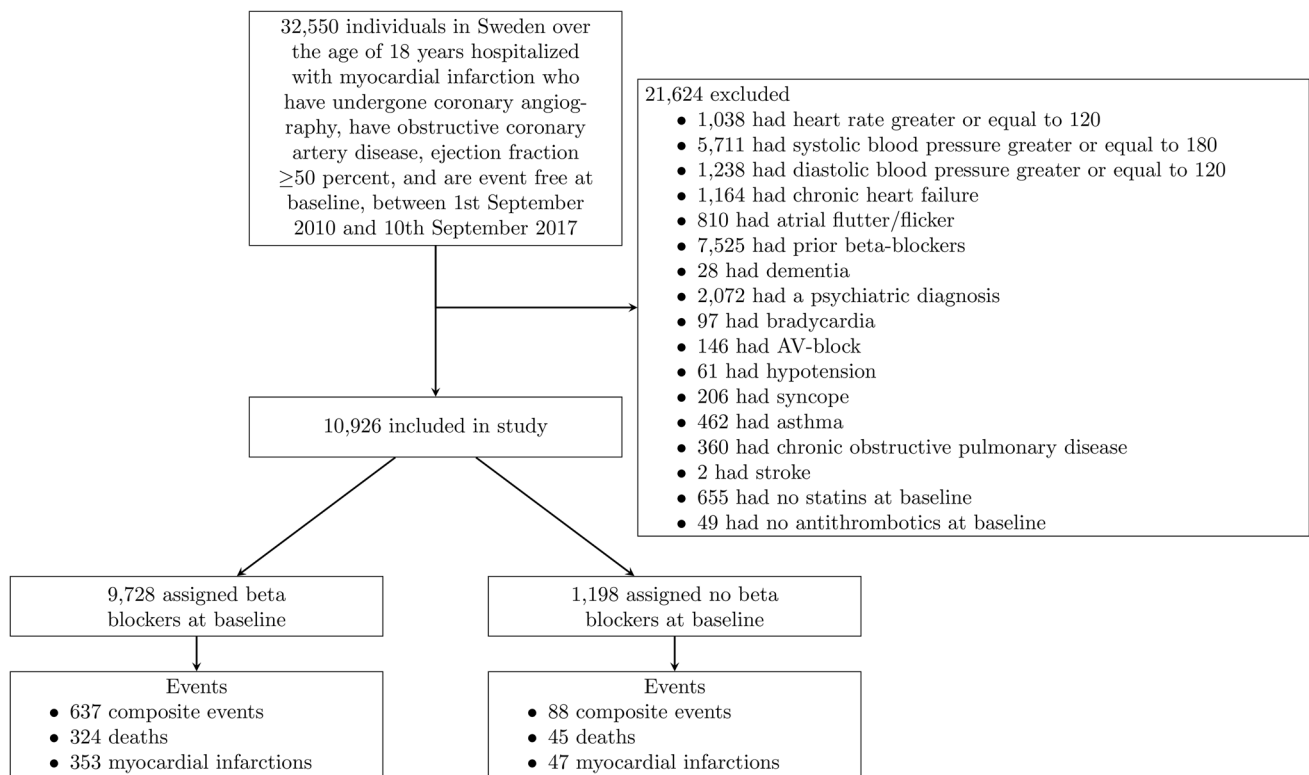 32,550 individuals in Sweden over
the age of 18 years hospitalized
with myocardial infarction who
have undergone coronary angiog-
raphy, have obstructive coronary
artery disease, ejection fraction
≥50 percent, and are event free at
baseline, between 1st September
2010 and 10th September 2017
21,624 excluded
• 1,038 had heart rate greater or equal to 120
• 5,711 had systolic blood pressure greater or equal to 180
• 1,238 had diastolic blood pressure greater or equal to 120
• 1,164 had chronic heart failure
• 810 had atrial flutter/flicker
• 7,525 had prior beta-blockers
• 28 had dementia
• 2,072 had a psychiatric diagnosis
• 97 had bradycardia
• 146 had AV-block
• 61 had hypotension
• 206 had syncope
• 462 had asthma
• 360 had chronic obstructive pulmonary disease
• 2 had stroke
• 655 had no statins at baseline
• 49 had no antithrombotics at baseline
10,926 included in study
9,728 assigned beta
blockers at baseline
1,198 assigned no beta
blockers at baseline
Events
• 637 composite events
• 324 deaths
• 353 myocardial infarctions
Events
• 88 composite events
• 45 deaths
• 47 myocardial infarctions